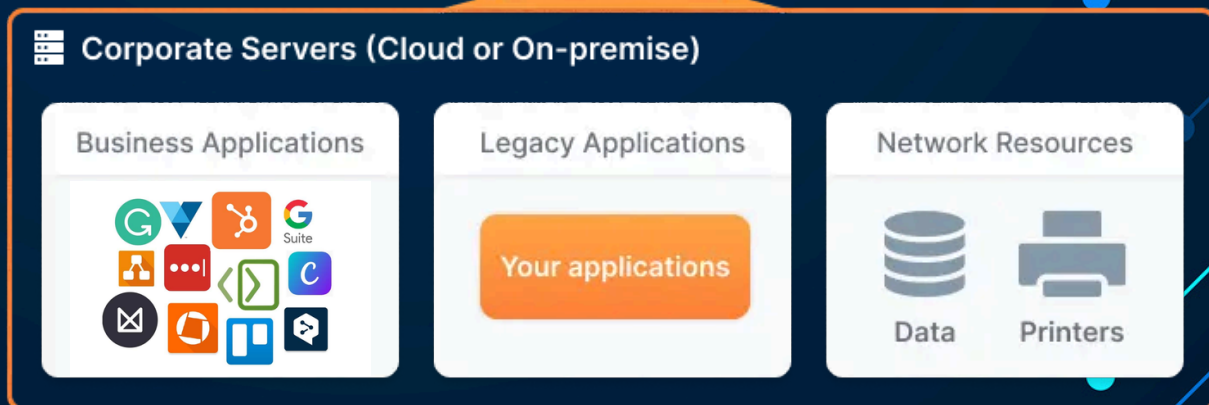 Corporate Servers (Cloud or On-premise)
Business Applications
G
Suite
Legacy Applications
Your applications
Network Resources
Data
Printers